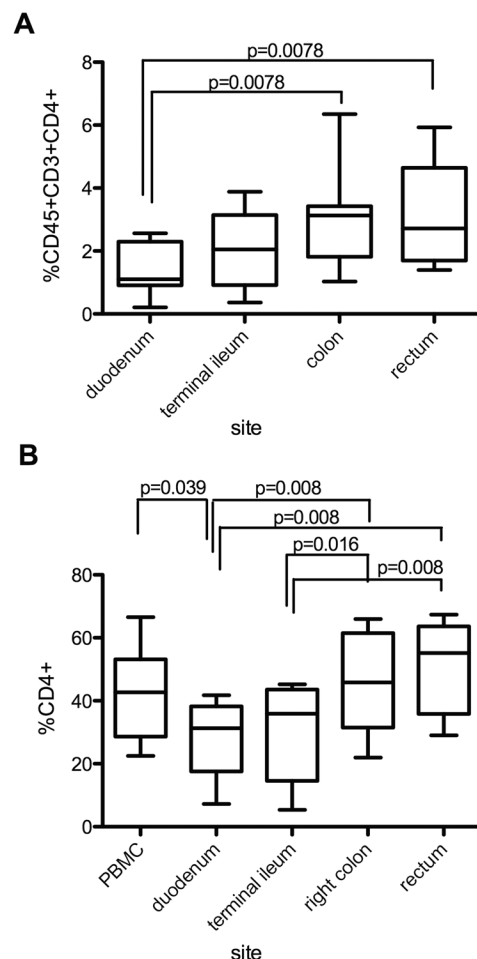 A
p=0.0078
p=0.0078
%CD45+CD3+CD4+
8
6
4
2
0
duodenum
terminal ileum
colon
rectum
site
B
p=0.039
p=0.008
p=0.008
p=0.016
p=0.008
%CD4+
80
60
40
20
0
PBMC
duodenum
terminal ileum
right colon
rectum
site